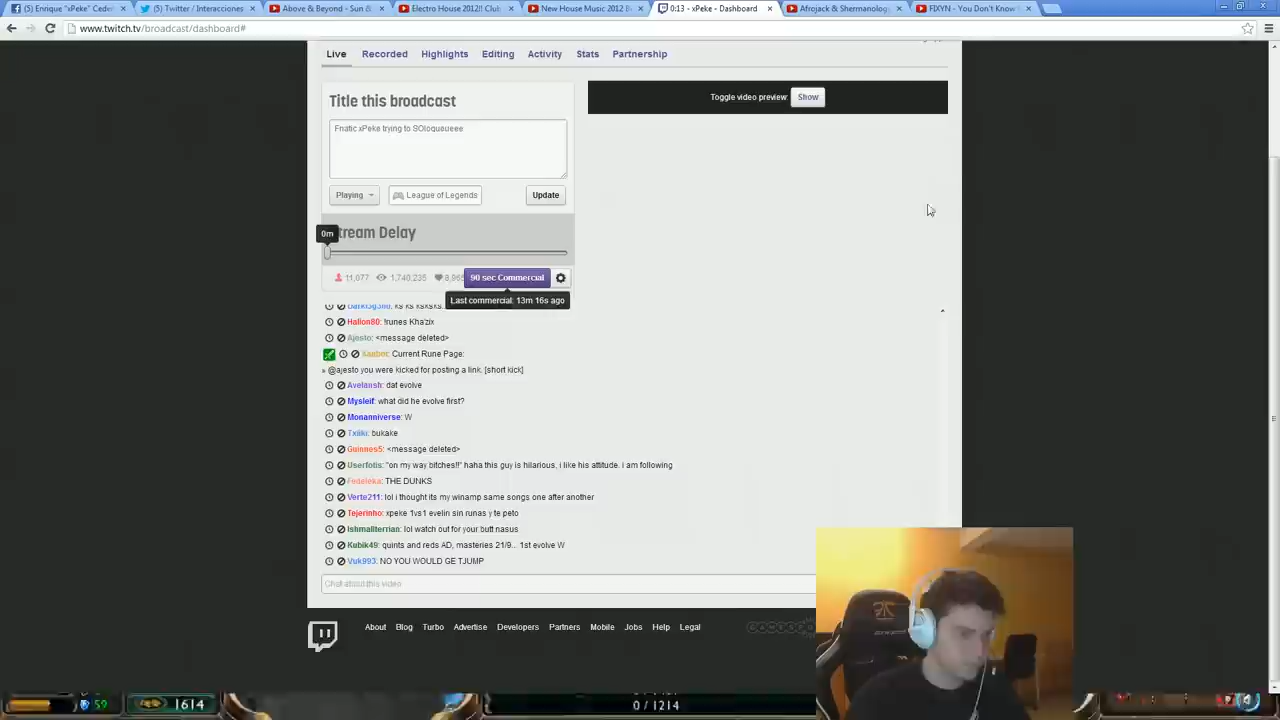 (5) Enrique "xPeke" Cedeñ
(5) Twitter / Interacciones
Above & Beyond - Sun &
Electro House 2012!! Club
New House Music 2012 B
0:13 - xPeke - Dashboard
Afrojack & Shermanology
FIXYN - You Don't Know
www.twitch.tv/broadcast/dashboard#
Live Recorded Highlights Editing Activity Stats Partnership
Title this broadcast
Toggle video preview: Show
Fnatic xPeke trying to SOloqueueee
Playing League of Legends Update
0m
tream Delay
11,077 1,740,235 90 sec Commercial
Last commercial: 13m 16s ago
Hallon80: !runes Kha'zix
Ajesto: <message deleted>
Xaabor: Current Rune Page:
» @ajesto you were kicked for posting a link. [short kick]
Avelansh: dat evolve
Mysleif: what did he evolve first?
Monanniverse: W
Txäki: bukake
Guinnes5: <message deleted>
Userfotis: "on my way bitches!!" haha this guy is hilarious, i like his attitude. i am following
Fedeleka: THE DUNKS
Verte211: lol i thought its my winamp same songs one after another
Tejerinho: xpeke 1vs1 evelin sin runas y te peto
Ishmaliterrian: lol watch out for your butt nasus
Kubik49: quints and reds AD, masteries 21/9... 1st evolve W
Vuk993: NO YOU WOULD GE TJUMP
Chat about this video
About Blog Turbo Advertise Developers Partners Mobile Jobs Help Legal
59 1614 0 / 1214